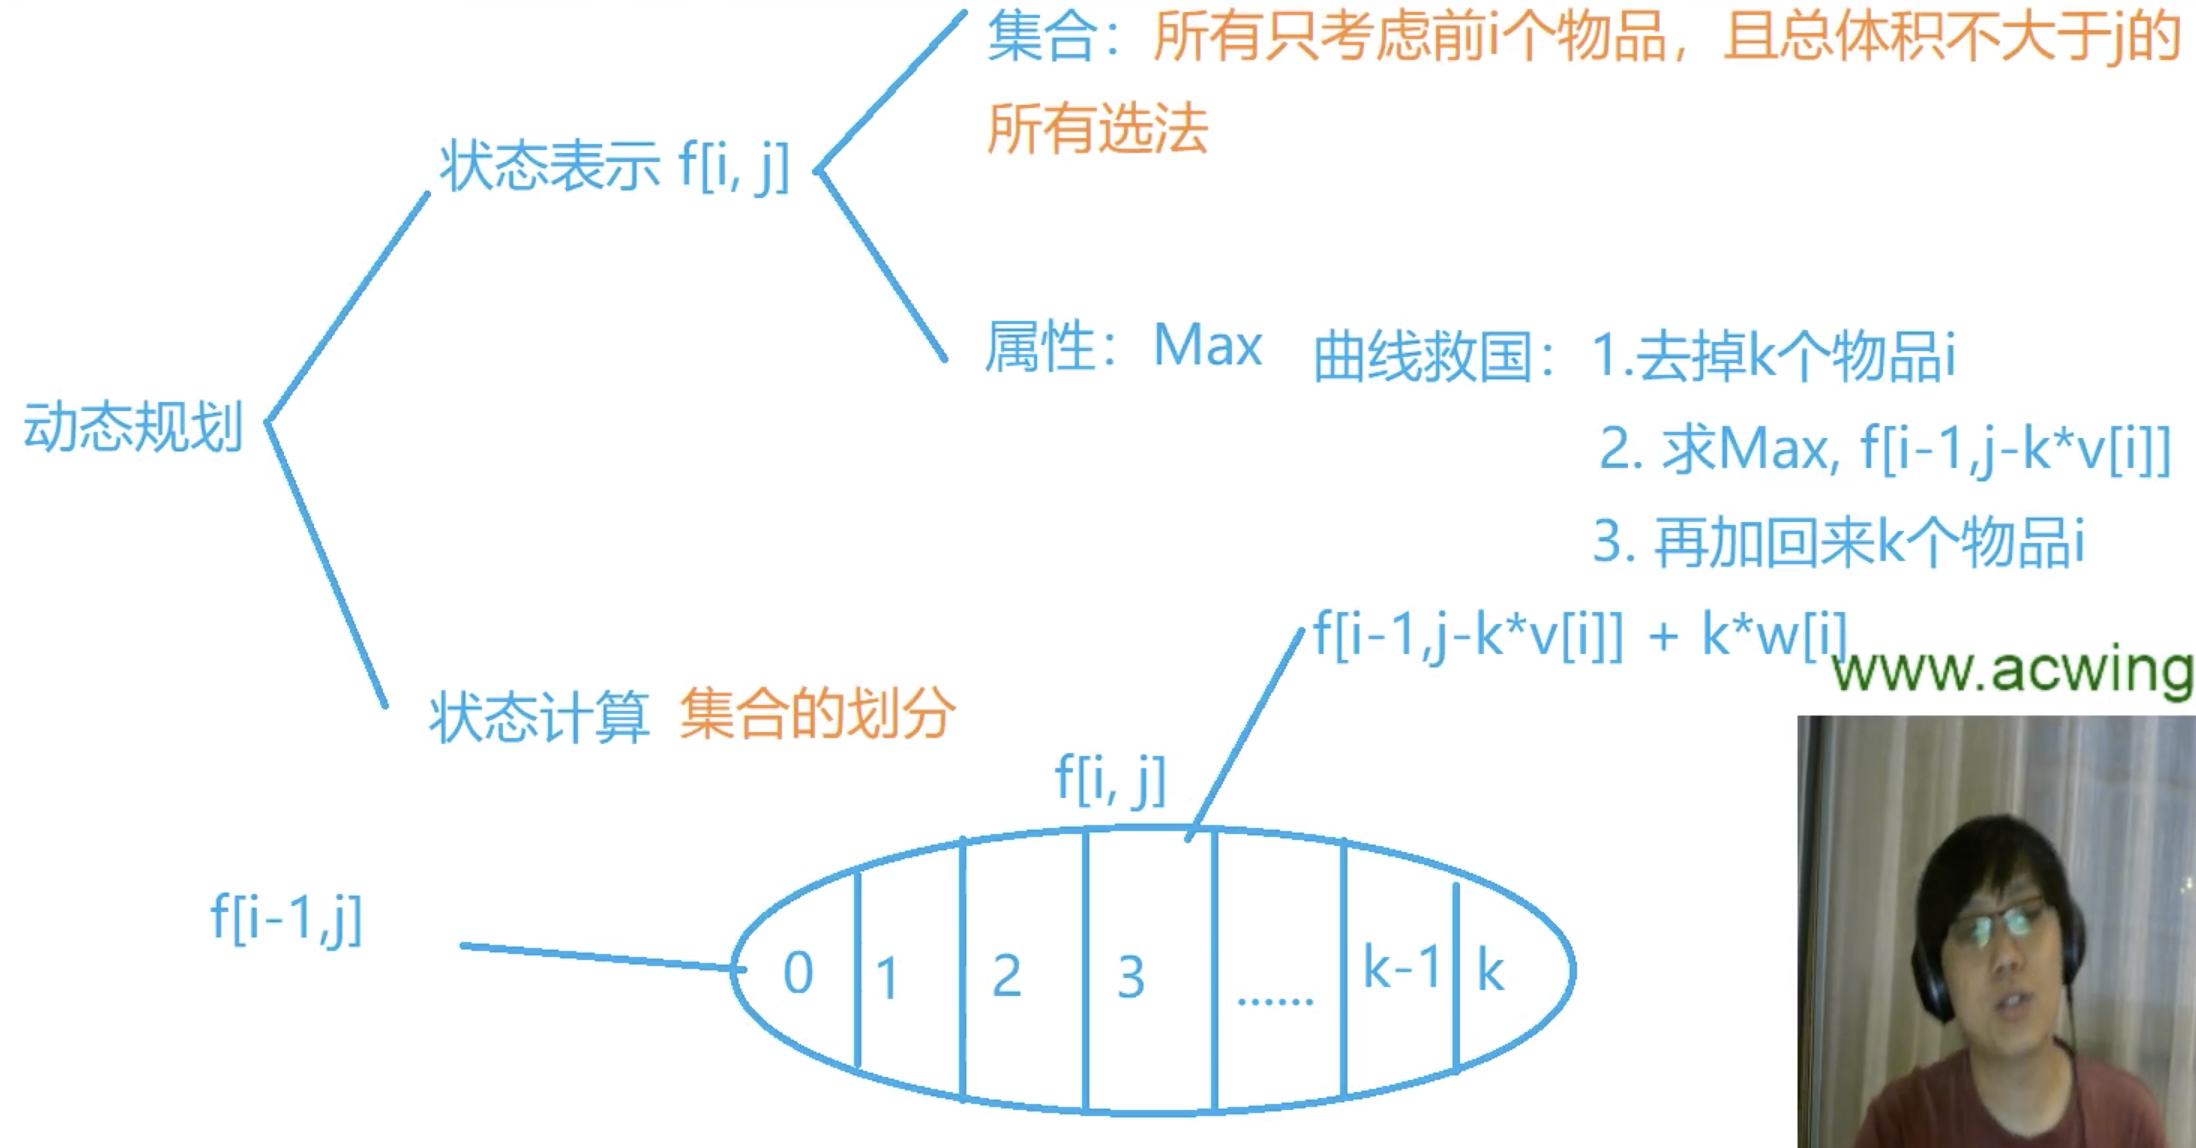 集合：所有只考虑前i个物品，且总体积不大于j的
所有选法
状态表示 f[i, j]
属性：Max
曲线救国：1.去掉k个物品i
2. 求Max, f[i-1,j-k*v[i]]
3. 再加回来k个物品i
动态规划
f[i-1,j-k*v[i]] + k*w[i]
www.acwing
状态计算 集合的划分
f[i, j]
f[i-1,j]
0 1 2 3 ...... k-1 k